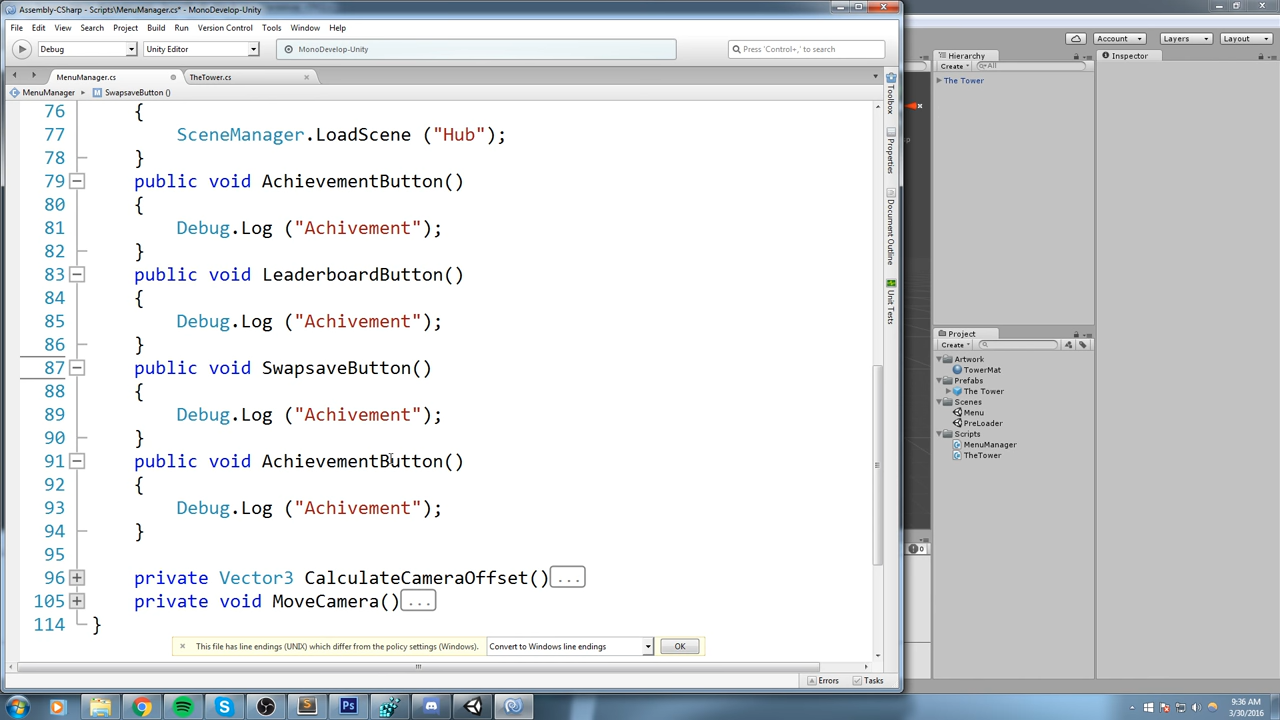 Assembly-CSharp - Scripts\MenuManager.cs* - MonoDevelop-Unity
File Edit View Search Project Build Run Version Control Tools Window Help
Debug Unity Editor MonoDevelop-Unity Press 'Control+,' to search
MenuManager.cs TheTower.cs
MenuManager SwapsaveButton ()
76 {
77 SceneManager.LoadScene ("Hub");
78 }
79 public void AchievementButton()
80 {
81 Debug.Log ("Achivement");
82 }
83 public void LeaderboardButton()
84 {
85 Debug.Log ("Achivement");
86 }
87 public void SwapsaveButton()
88 {
89 Debug.Log ("Achivement");
90 }
91 public void AchievementButton()
92 {
93 Debug.Log ("Achivement");
94 }
95
96 private Vector3 CalculateCameraOffset() ...
105 private void MoveCamera() ...
114 }
This file has line endings (UNIX) which differ from the policy settings (Windows). Convert to Windows line endings OK
Errors Tasks
Toolbox
Properties
Document Outline
Unit Tests
Account Layers Layout
Hierarchy
Create All
The Tower
Inspector
Project
Create
Artwork
TowerMat
Prefabs
The Tower
Scenes
Menu
PreLoader
Scripts
MenuManager
TheTower
0
9:36 AM
3/30/2016